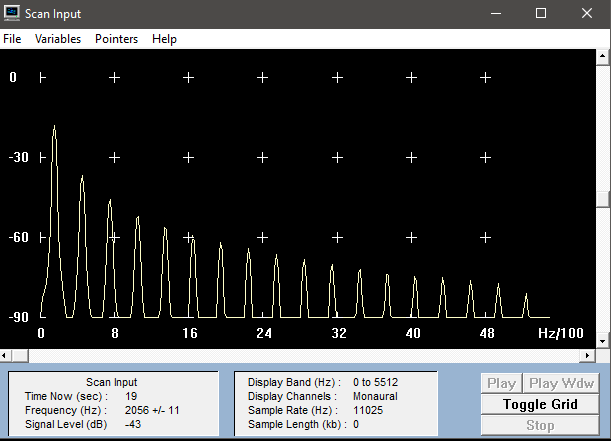 Scan Input
File Variables Pointers Help
0
-30
-60
-90
0 8 16 24 32 40 48 Hz/100
Scan Input
Time Now (sec) : 19
Frequency (Hz) : 2056 +/- 11
Signal Level (dB) -43
Display Band (Hz) : 0 to 5512
Display Channels : Monaural
Sample Rate (Hz) : 11025
Sample Length (kb) : 0
Play Play Wdw
Toggle Grid
Stop